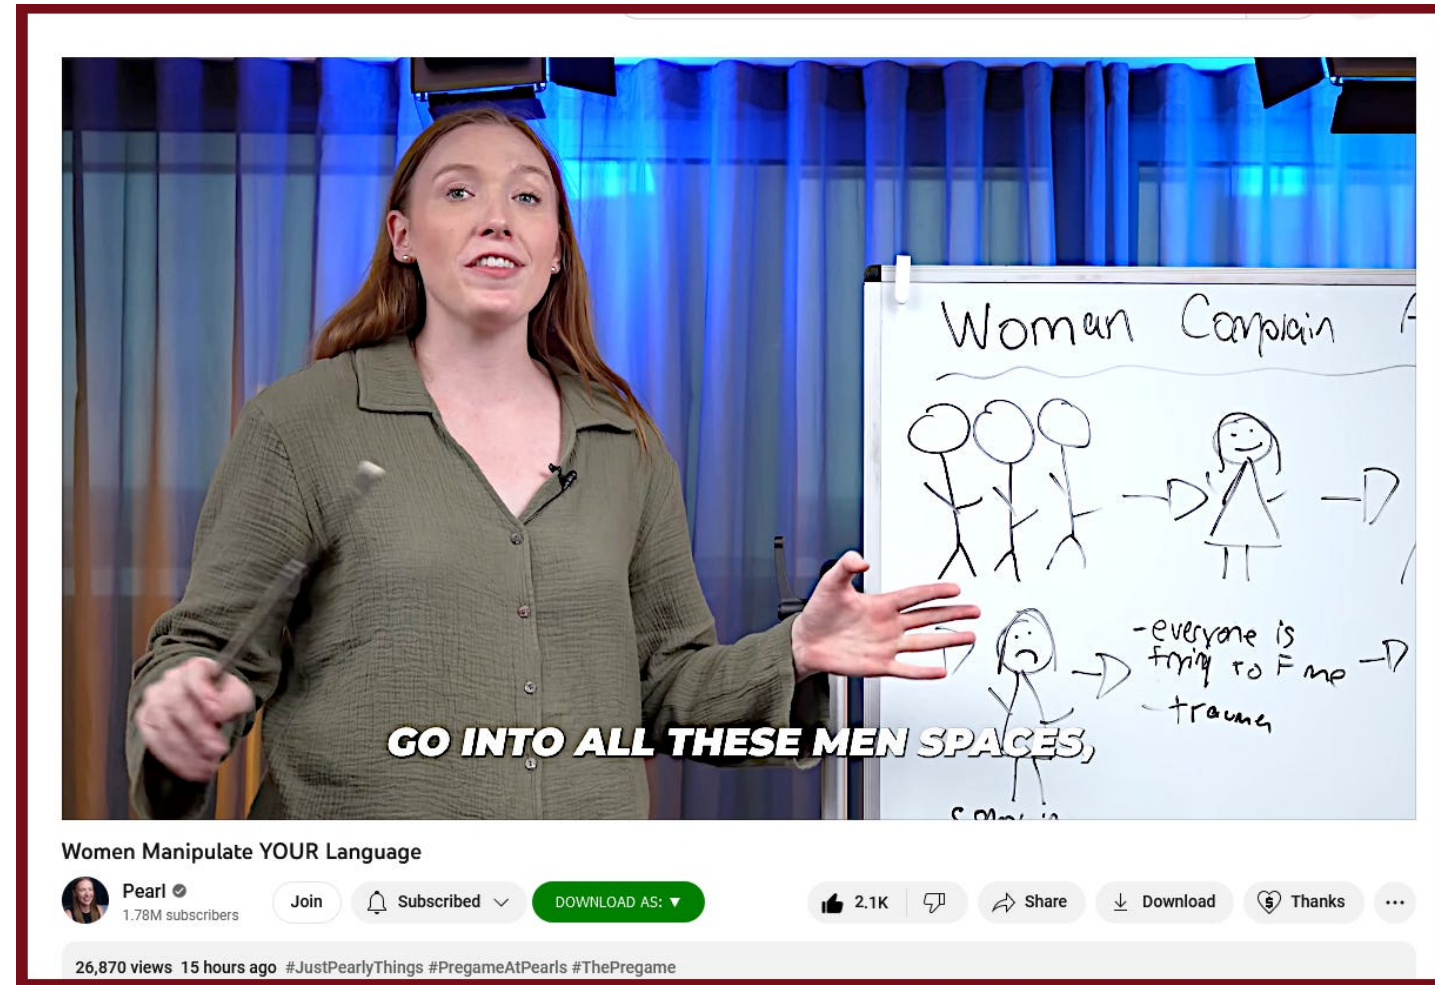 Woman Complain
-everyone is
trying to F me
- trauma
GO INTO ALL THESE MEN SPACES,
Women Manipulate YOUR Language
Pearl
1.78M subscribers
Join
Subscribed
DOWNLOAD AS: ▼
2.1K
Share
Download
Thanks
26,870 views 15 hours ago #JustPearlyThings #PregameAtPearls #ThePregame